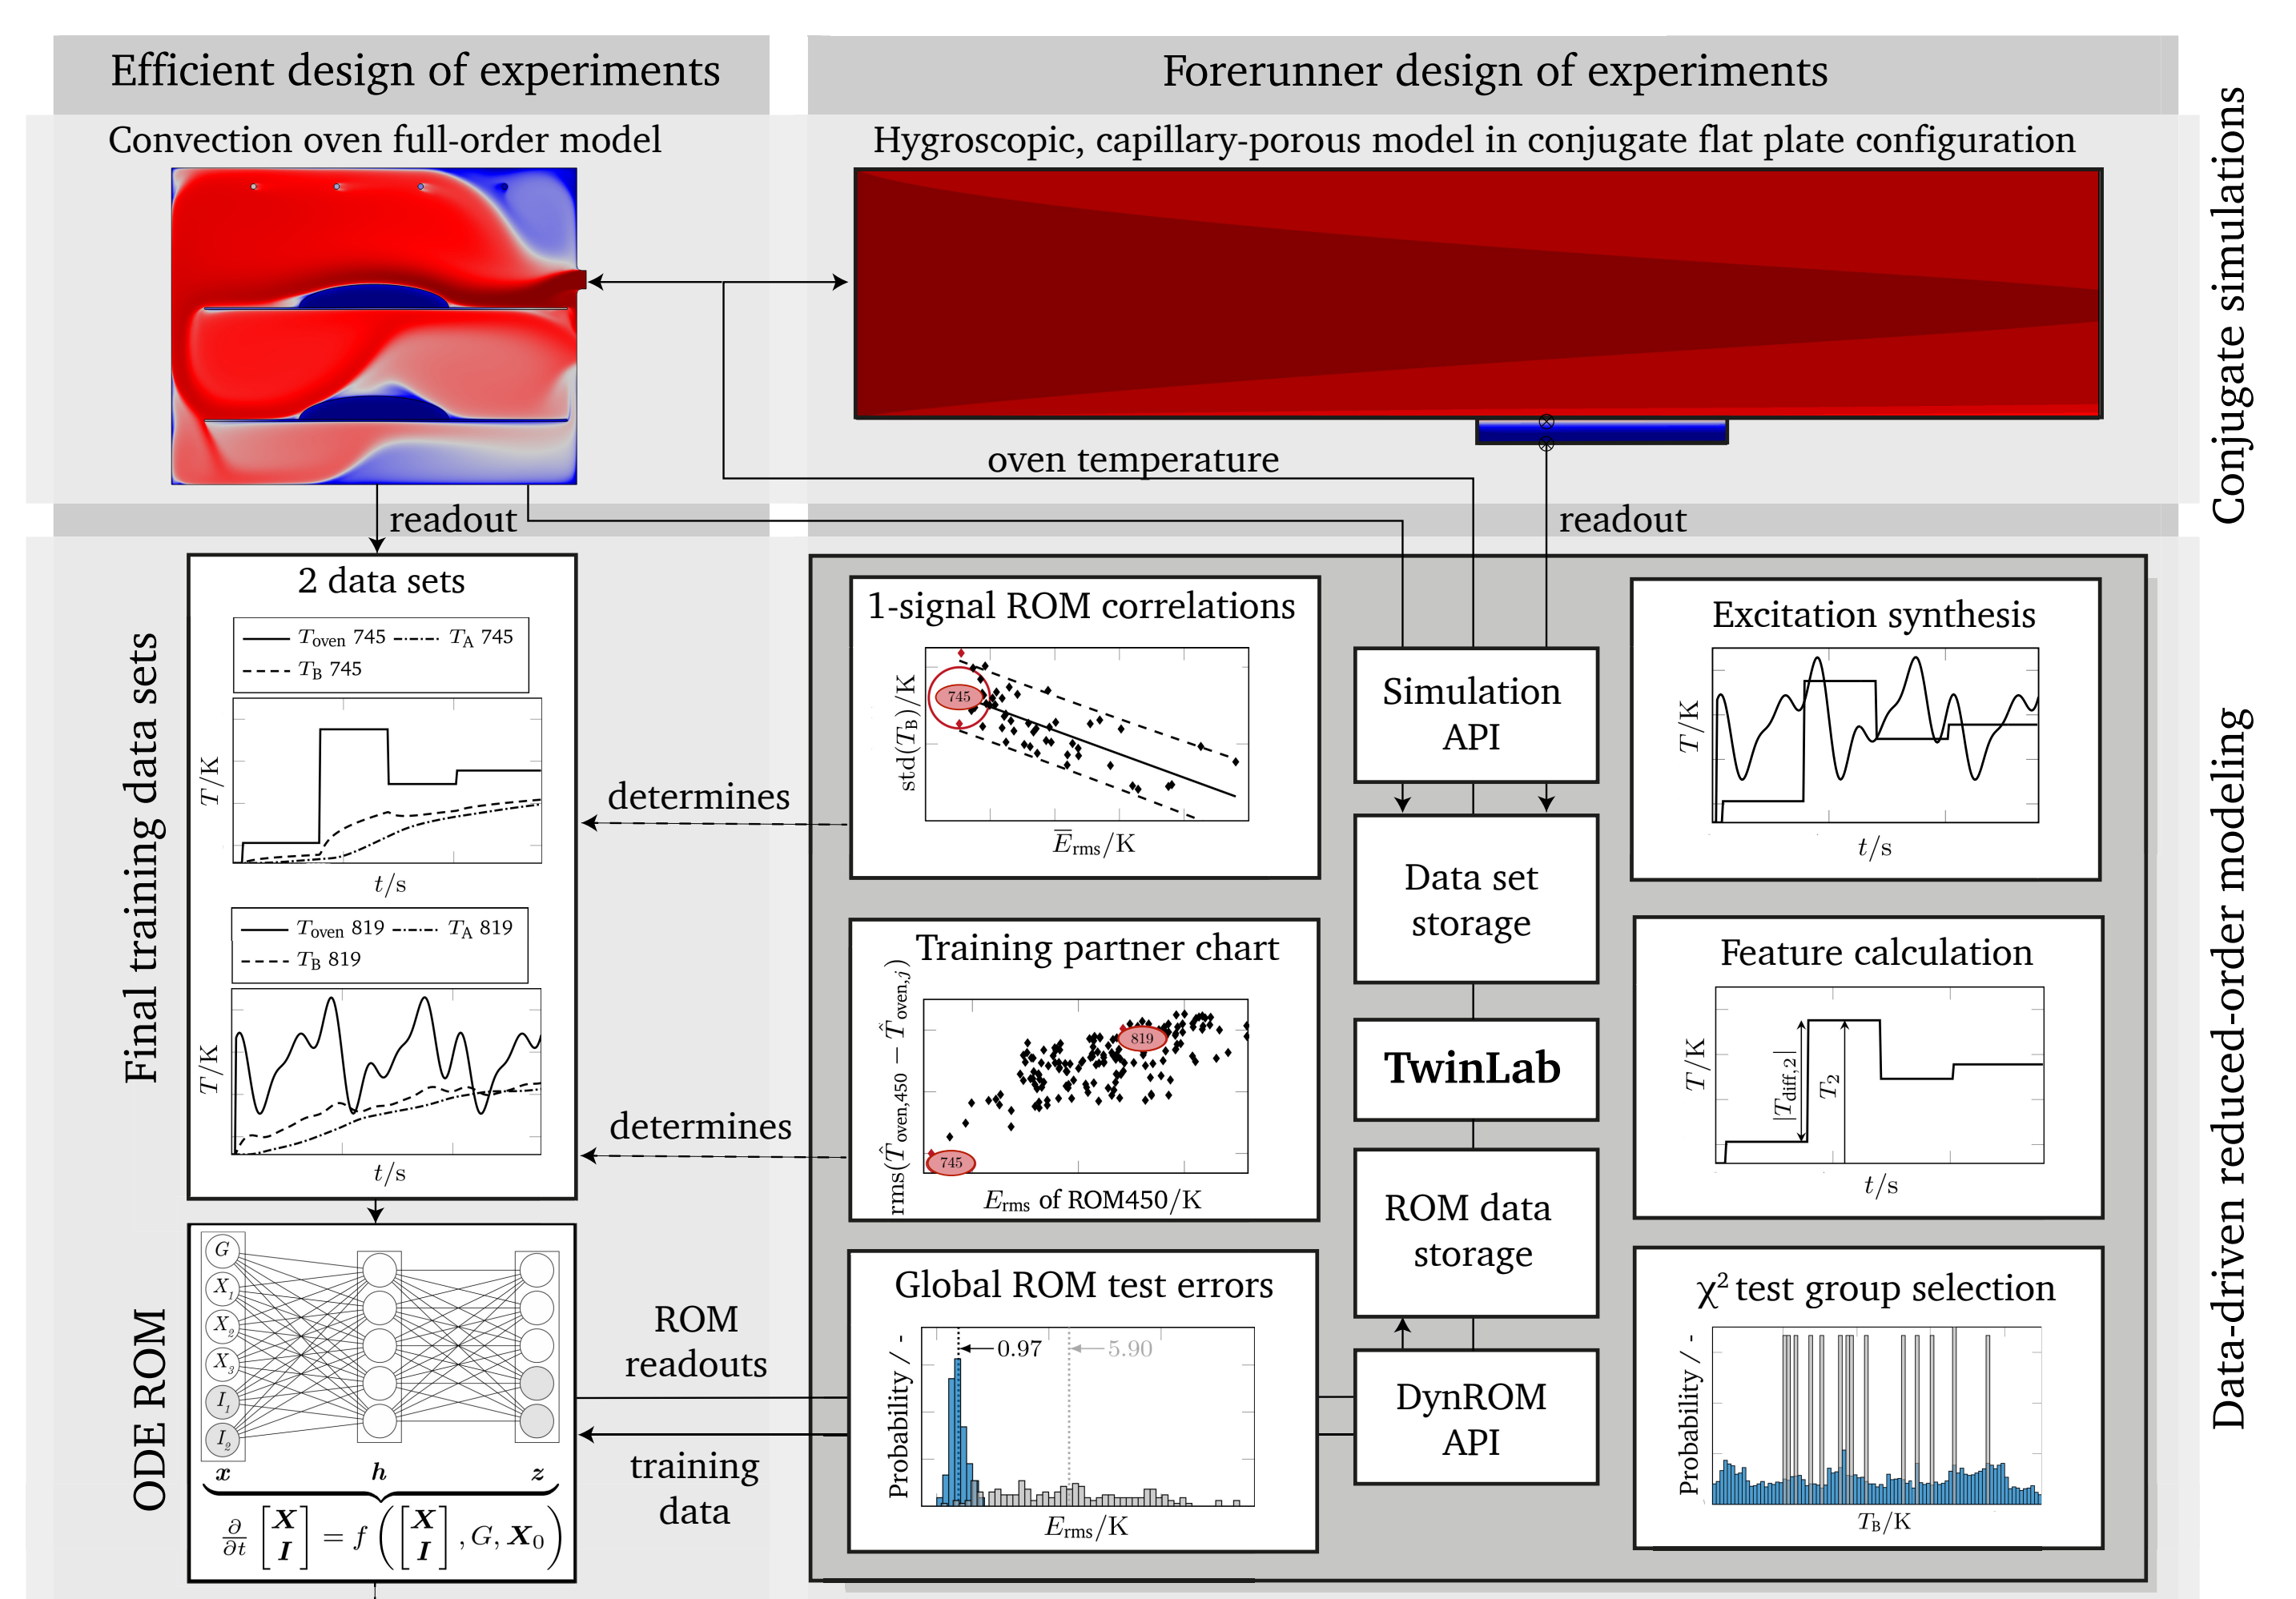 Efficient design of experiments
Forerunner design of experiments
Convection oven full-order model
Hygroscopic, capillary-porous model in conjugate flat plate configuration
Conjugate simulations
oven temperature
readout
readout
Final training data sets
2 data sets
T_oven 745
T_A 745
T_B 745
T/K
t/s
T_oven 819
T_A 819
T_B 819
T/K
t/s
determines
determines
1-signal ROM correlations
745
std(T_B)/K
E̅_rms/K
Training partner chart
819
745
rms(T̂_oven,450 − T̂_oven,j)
E_rms of ROM450/K
Global ROM test errors
0.97
5.90
Probability / -
E_rms/K
Simulation
API
Data set
storage
TwinLab
ROM data
storage
DynROM
API
Excitation synthesis
T/K
t/s
Feature calculation
|T_diff,2|
T_2
T/K
t/s
χ² test group selection
Probability / -
T_B/K
Data-driven reduced-order modeling
ODE ROM
G
X_1
X_2
X_3
I_1
I_2
x
h
z
∂/∂t [X I] = f([X I], G, X_0)
ROM
readouts
training
data